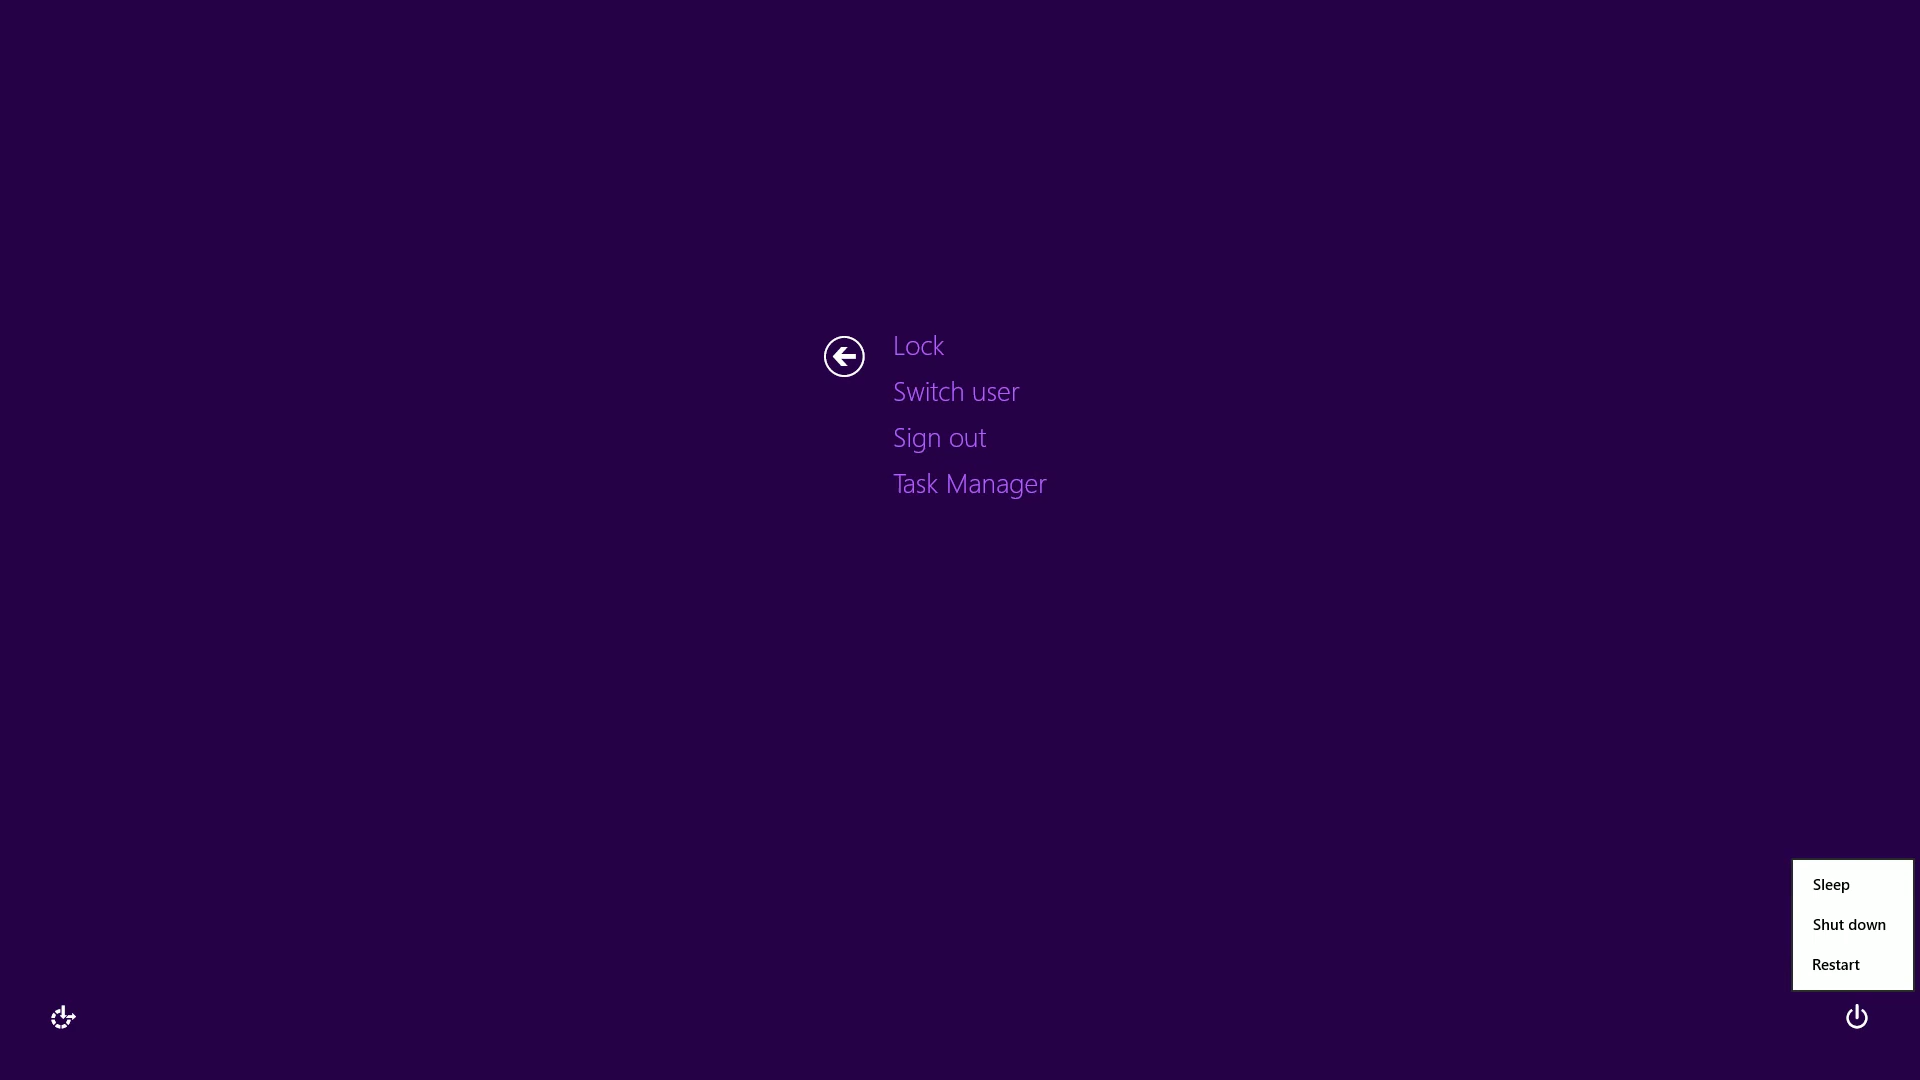 Lock
Switch user
Sign out
Task Manager
Sleep
Shut down
Restart